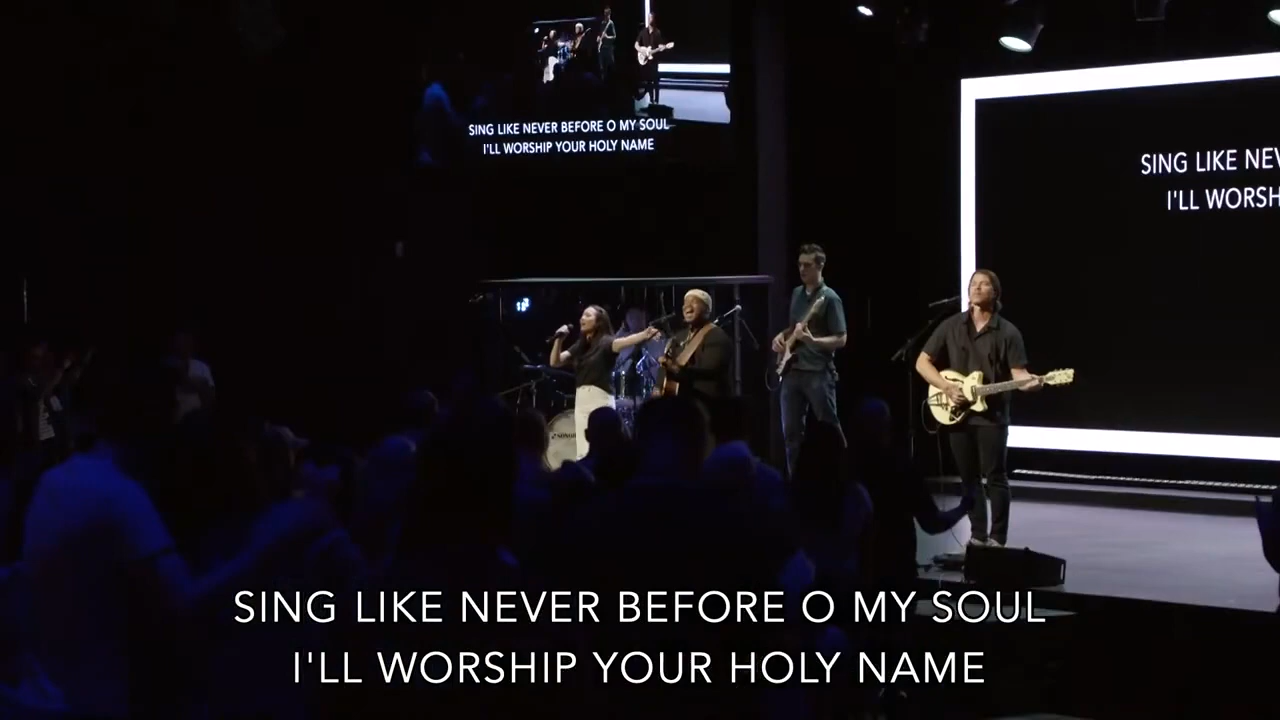 SING LIKE NEVER BEFORE O MY SOUL
I'LL WORSHIP YOUR HOLY NAME
SING LIKE NEV
I'LL WORSH
SING LIKE NEVER BEFORE O MY SOUL
I'LL WORSHIP YOUR HOLY NAME